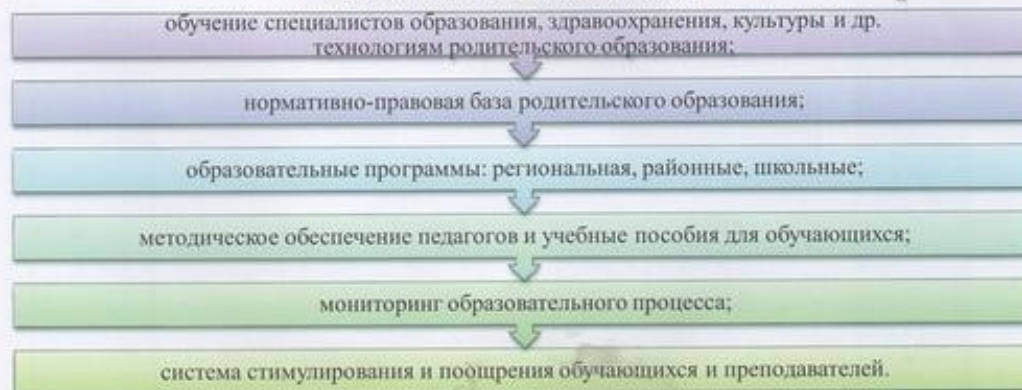 обучение специалистов образования, здравоохранения, культуры и др.
технологиям родительского образования;
нормативно-правовая база родительского образования;
образовательные программы: региональная, районные, школьные;
методическое обеспечение педагогов и учебные пособия для обучающихся;
мониторинг образовательного процесса;
система стимулирования и поощрения обучающихся и преподавателей.